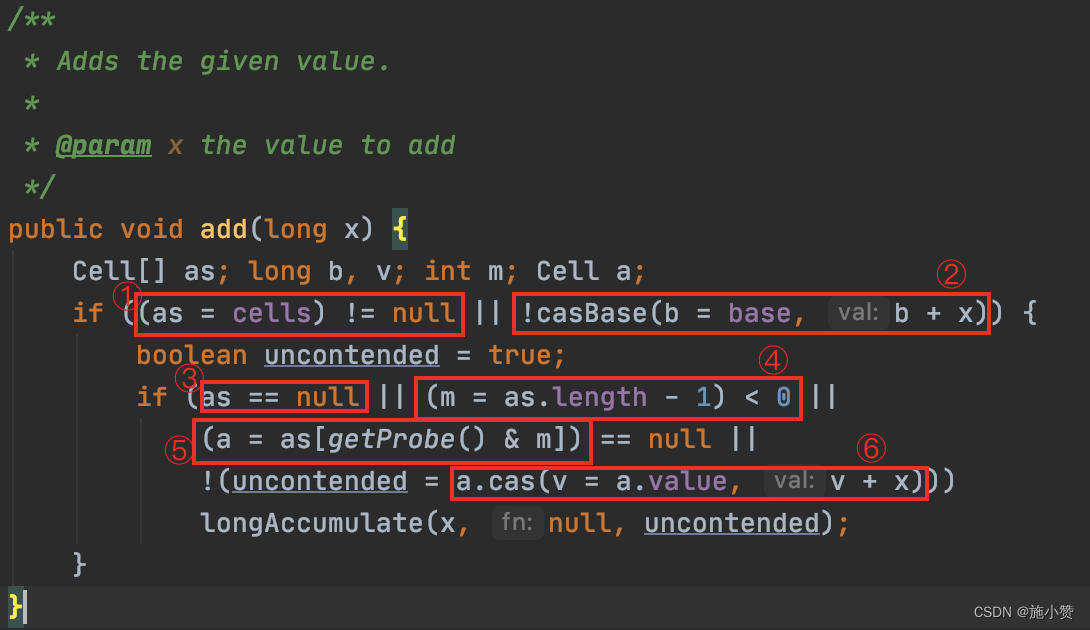 /**
 * Adds the given value.
 *
 * @param x the value to add
 */
public void add(long x) {
②
    Cell[] as; long b, v; int m; Cell a;
①
    if ((as = cells) != null || !casBase(b = base, val: b + x)) {
④
        boolean uncontended = true;
③
        if (as == null || (m = as.length - 1) < 0 ||
⑤
            (a = as[getProbe() & m]) == null ||
⑥
            !(uncontended = a.cas(v = a.value, val: v + x)))
            longAccumulate(x, fn: null, uncontended);
    }
}
CSDN @施小赞